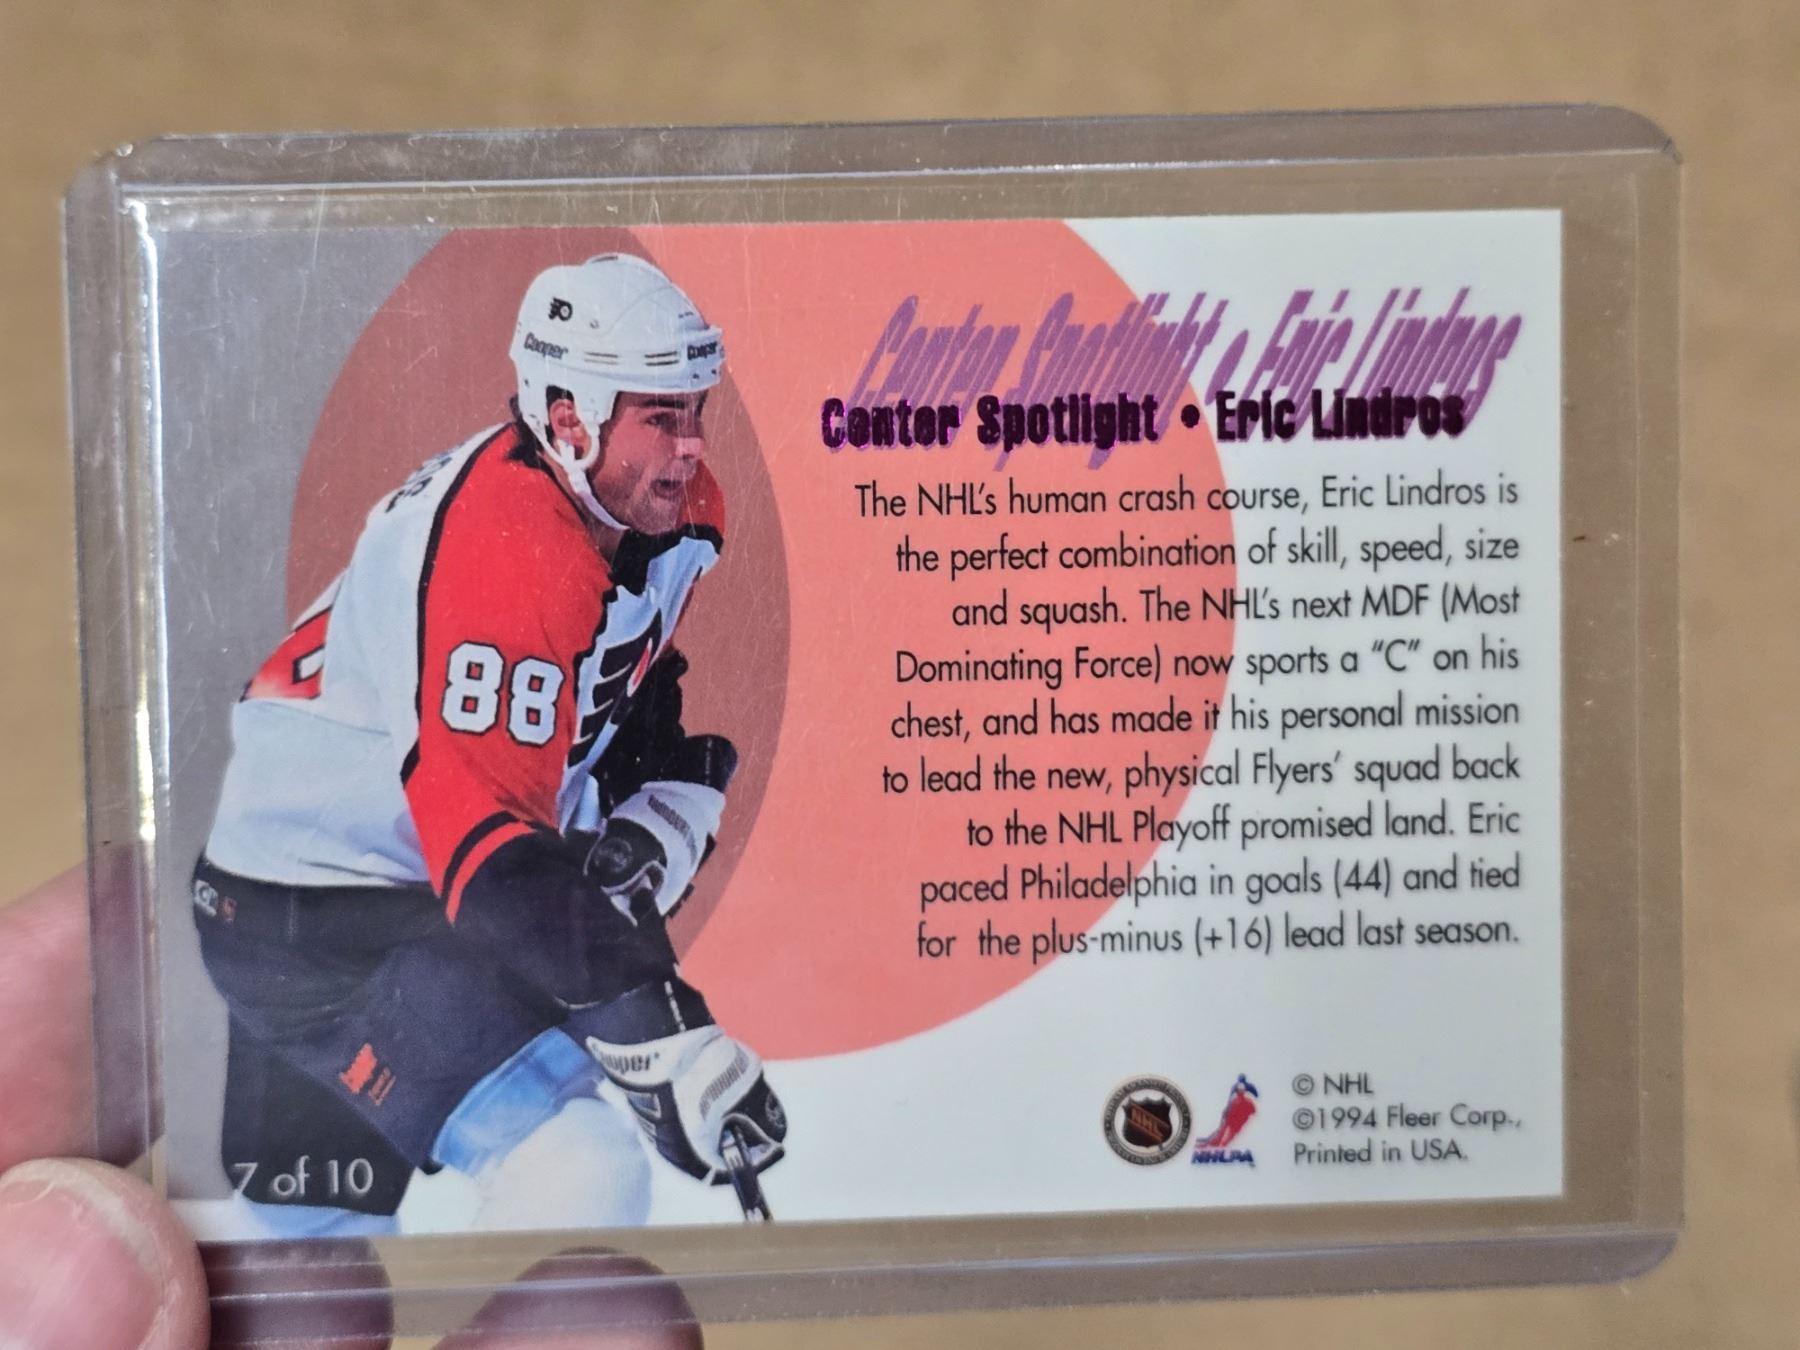 Center Spotlight • Eric Lindros
Center Spotlight • Eric Lindros
The NHL's human crash course, Eric Lindros is
the perfect combination of skill, speed, size
and squash. The NHL's next MDF (Most
Dominating Force) now sports a "C" on his
chest, and has made it his personal mission
to lead the new, physical Flyers' squad back
to the NHL Playoff promised land. Eric
paced Philadelphia in goals (44) and tied
for the plus-minus (+16) lead last season.
Cooper
Cooper
88
CCM
Cooper
7 of 10
NHL
NHLPA
© NHL
©1994 Fleer Corp.,
Printed in USA.